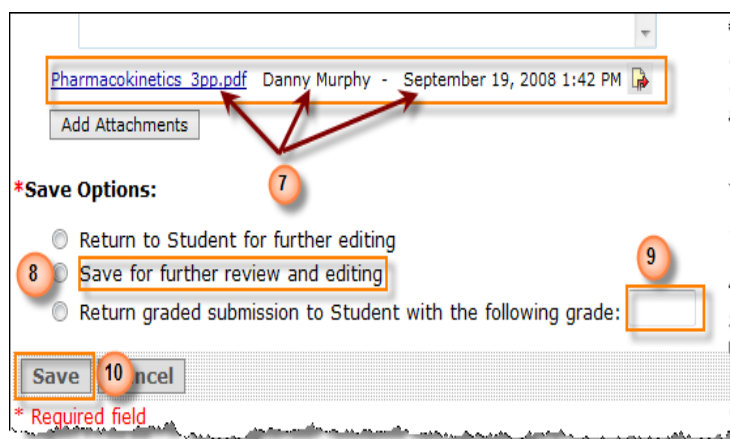 Pharmacokinetics_3pp.pdf Danny Murphy - September 19, 2008 1:42 PM
Add Attachments
7
*Save Options:
Return to Student for further editing
8 Save for further review and editing
9
Return graded submission to Student with the following grade:
Save 10 ncel
* Required field